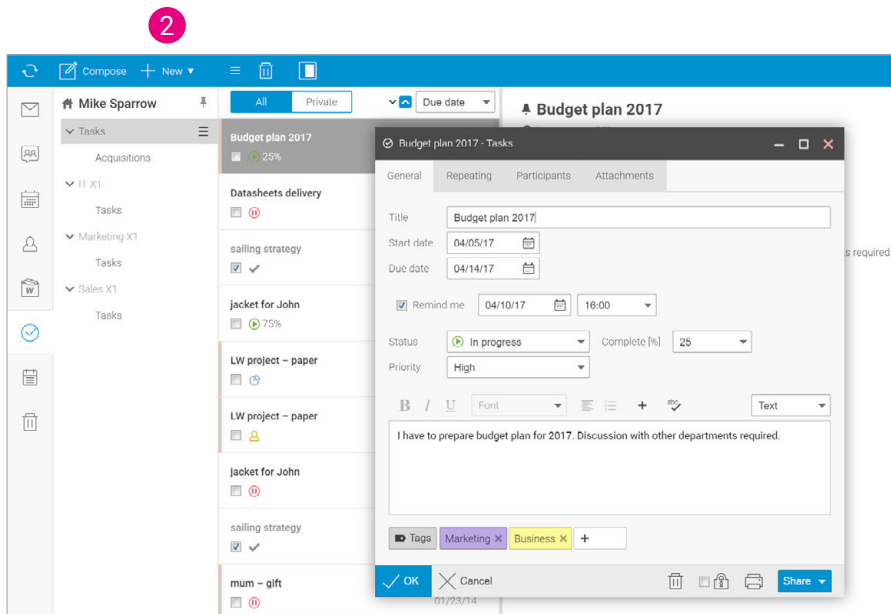 2
Compose New
Mike Sparrow
Tasks
Acquisitions
IT X1
Tasks
Marketing X1
Tasks
Sales X1
Tasks
All Private Due date
Budget plan 2017
25%
Datasheets delivery
sailing strategy
jacket for John
75%
LW project – paper
LW project – paper
jacket for John
sailing strategy
mum – gift
01/23/14
Budget plan 2017
s required.
Budget plan 2017 - Tasks
General Repeating Participants Attachments
Title Budget plan 2017
Start date 04/05/17
Due date 04/14/17
Remind me 04/10/17 16:00
Status In progress Complete [%] 25
Priority High
B I U Font + abc Text
I have to prepare budget plan for 2017. Discussion with other departments required.
Tags Marketing × Business × +
OK Cancel Share